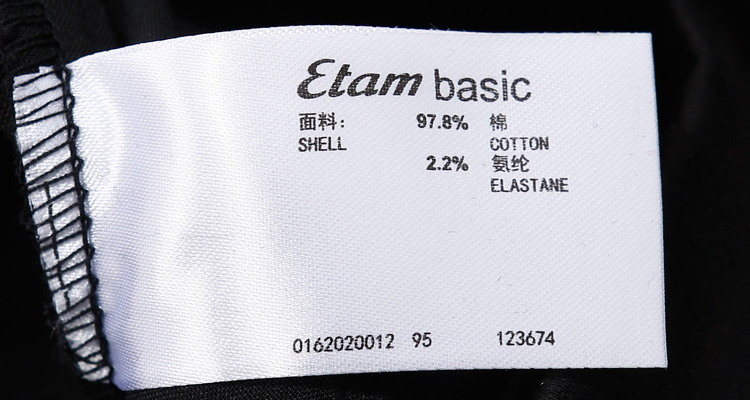 Etam basic
面料: 97.8% 棉
SHELL COTTON
2.2% 氨纶
ELASTANE
0162020012 95 123674